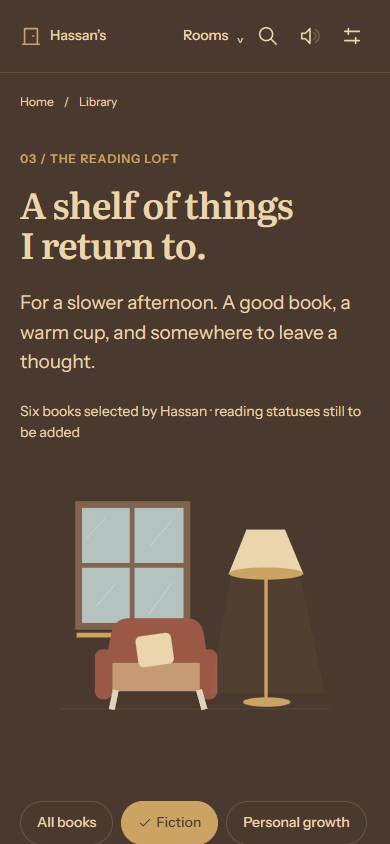 Hassan's
Rooms
Home / Library
03 / THE READING LOFT
A shelf of things
I return to.
For a slower afternoon. A good book, a
warm cup, and somewhere to leave a
thought.
Six books selected by Hassan · reading statuses still to
be added
All books
Fiction
Personal growth